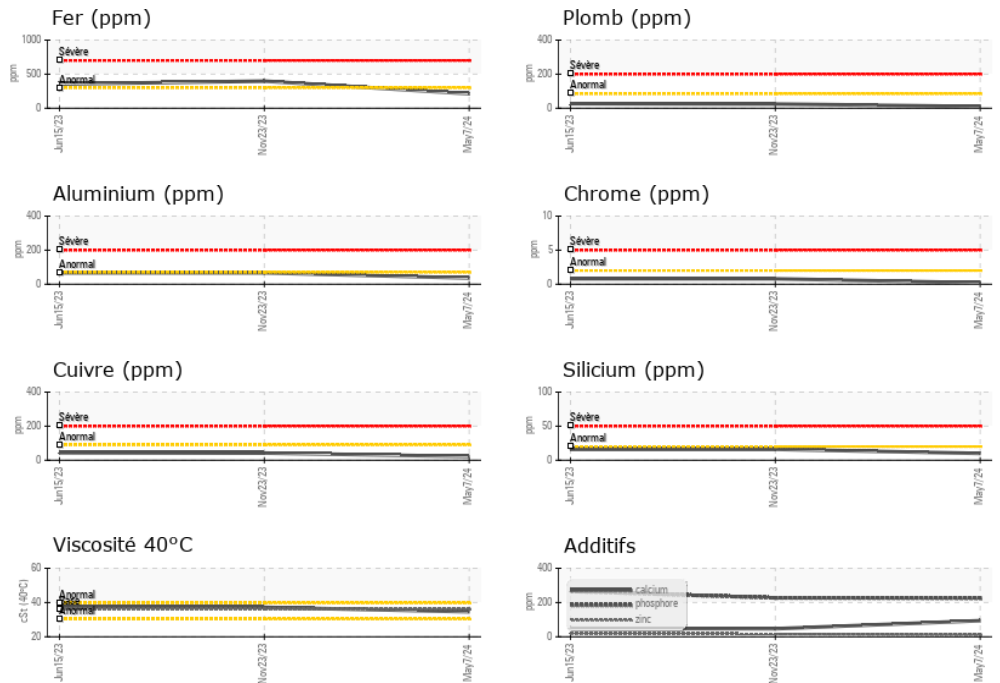 Fer (ppm)
1000
500
0
ppm
Sévère
Anormal
Jun15/23
Nov23/23
May7/24
Plomb (ppm)
400
200
0
ppm
Sévère
Anormal
Jun15/23
Nov23/23
May7/24
Aluminium (ppm)
400
200
0
ppm
Sévère
Anormal
Jun15/23
Nov23/23
May7/24
Chrome (ppm)
10
5
0
ppm
Sévère
Anormal
Jun15/23
Nov23/23
May7/24
Cuivre (ppm)
400
200
0
ppm
Sévère
Anormal
Jun15/23
Nov23/23
May7/24
Silicium (ppm)
100
50
0
ppm
Sévère
Anormal
Jun15/23
Nov23/23
May7/24
Viscosité 40°C
60
40
20
cSt (40°C)
Anormal
Anormal
Jun15/23
Nov23/23
May7/24
Additifs
400
200
0
ppm
calcium
phosphore
zinc
Jun15/23
Nov23/23
May7/24